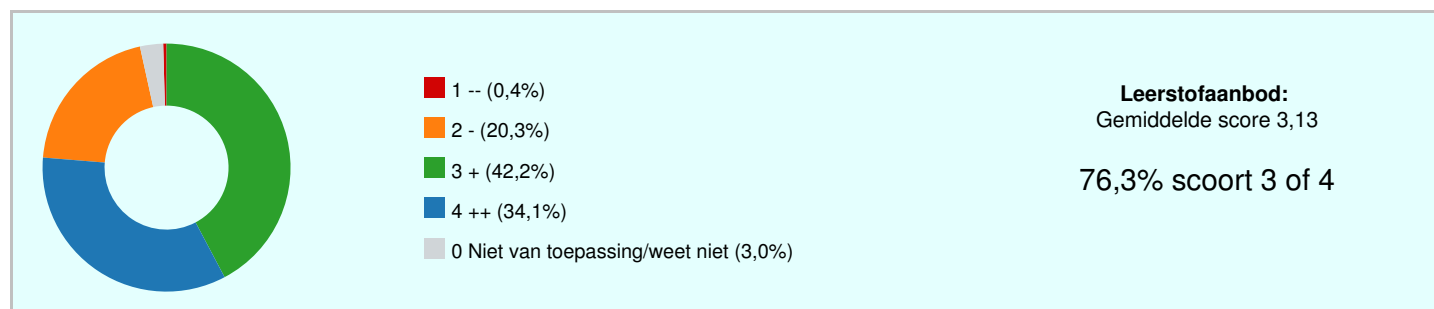 1 -- (0,4%)
2 - (20,3%)
3 + (42,2%)
4 ++ (34,1%)
0 Niet van toepassing/weet niet (3,0%)
Leerstofaanbod:
Gemiddelde score 3,13
76,3% scoort 3 of 4